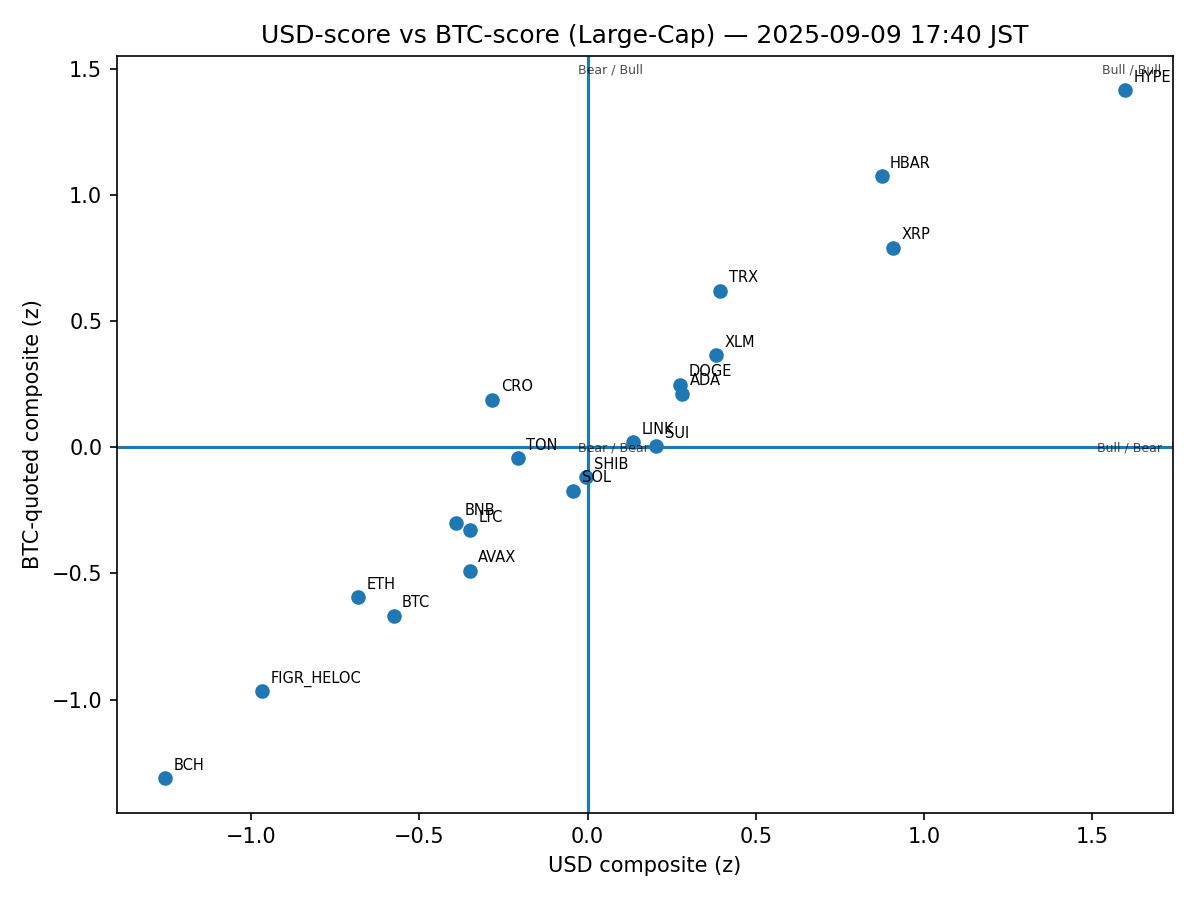 USD-score vs BTC-score (Large-Cap) — 2025-09-09 17:40 JST
1.5
Bear / Bull
Bull / Bull
HYPE
HBAR
1.0
XRP
TRX
0.5
XLM
DOGE
ADA
CRO
LINK
SUI
TON
0.0
Bear / Bear
Bull / Bear
SHIB
SOL
BNB
LTC
AVAX
−0.5
ETH
BTC
FIGR_HELOC
−1.0
BCH
BTC-quoted composite (z)
−1.0
−0.5
0.0
0.5
1.0
1.5
USD composite (z)